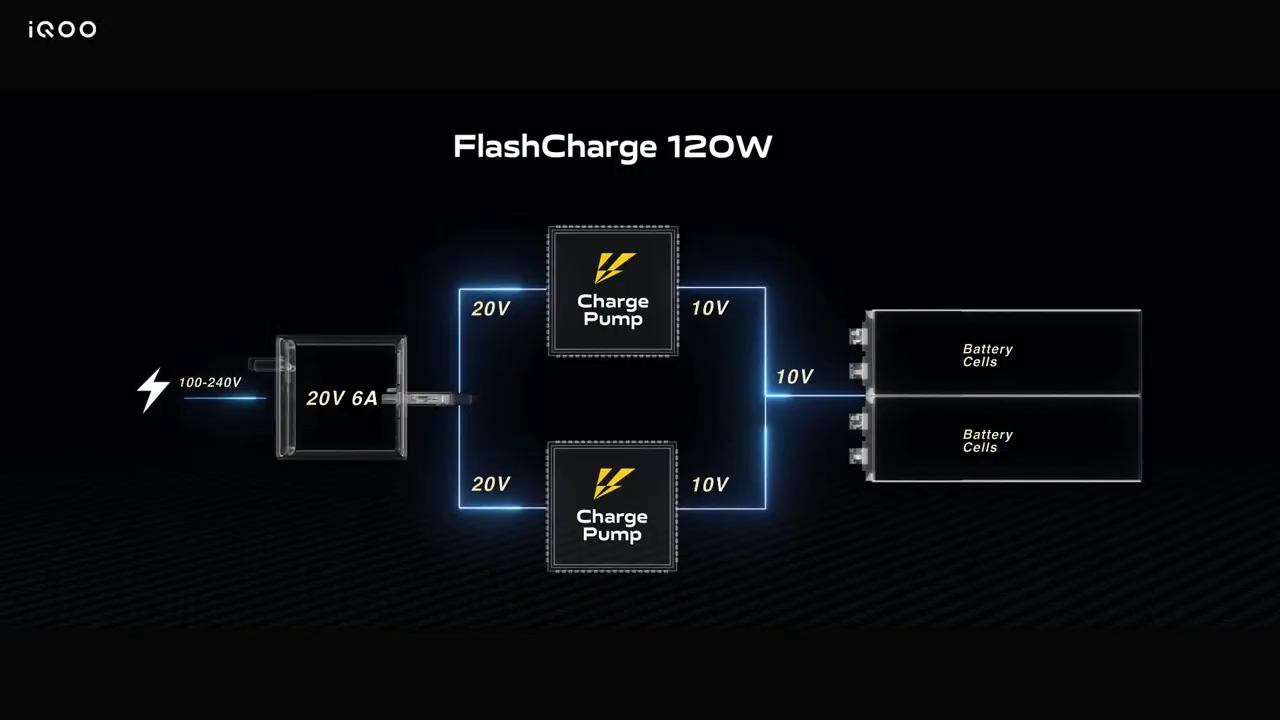 iQOO
FlashCharge 120W
100-240V
20V 6A
20V
Charge
Pump
10V
20V
Charge
Pump
10V
10V
Battery
Cells
Battery
Cells